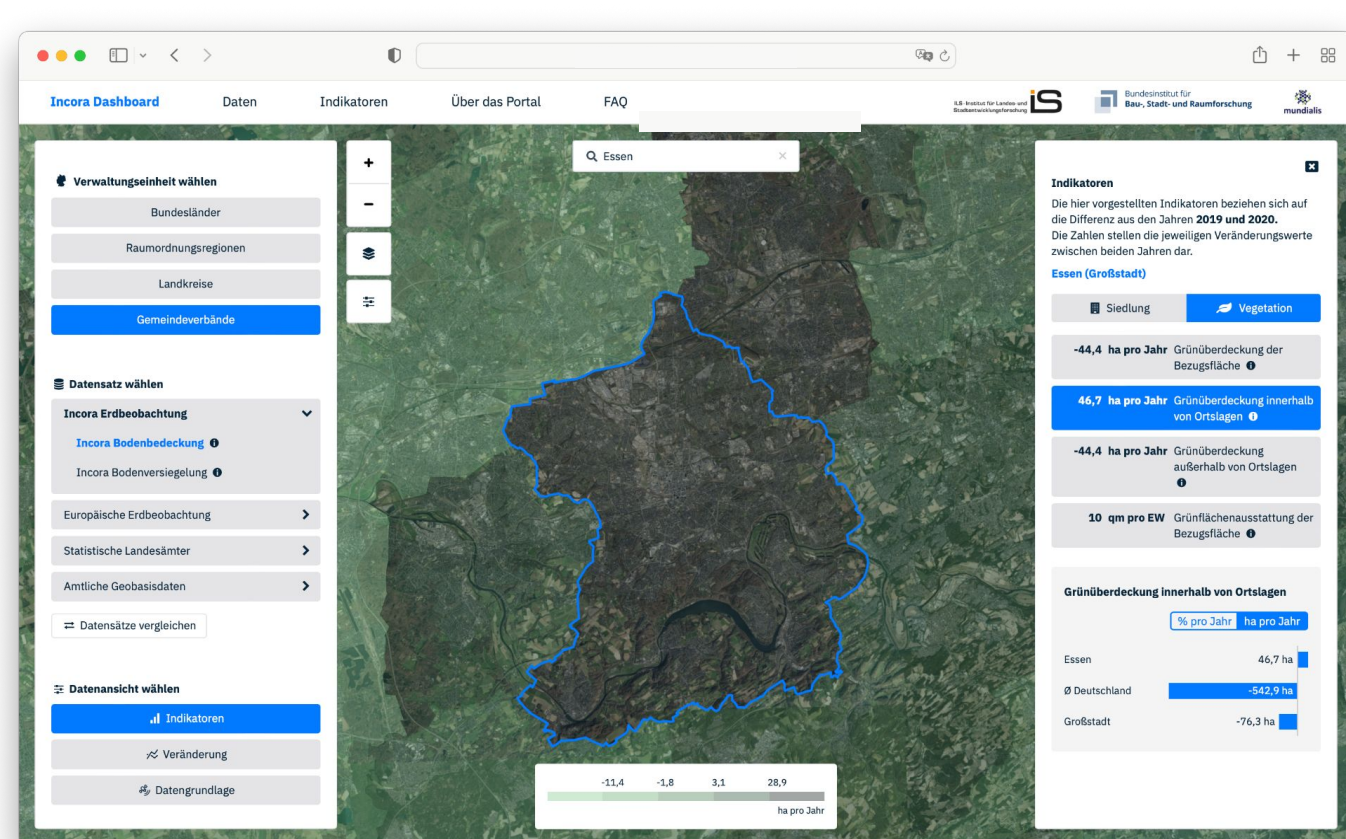 Incora Dashboard
Daten
Indikatoren
Über das Portal
FAQ
ILS-Institut für Landes- und
Stadtentwicklungsforschung
Bundesinstitut für
Bau-, Stadt- und Raumforschung
mundialis
Verwaltungseinheit wählen
Bundesländer
Raumordnungsregionen
Landkreise
Gemeindeverbände
Datensatz wählen
Incora Erdbeobachtung
Incora Bodenbedeckung
Incora Bodenversiegelung
Europäische Erdbeobachtung
Statistische Landesämter
Amtliche Geobasisdaten
Datensätze vergleichen
Datenansicht wählen
Indikatoren
Veränderung
Datengrundlage
+
−
Essen
-11,4 -1,8 3,1 28,9
ha pro Jahr
Indikatoren
Die hier vorgestellten Indikatoren beziehen sich auf
die Differenz aus den Jahren 2019 und 2020.
Die Zahlen stellen die jeweiligen Veränderungswerte
zwischen beiden Jahren dar.
Essen (Großstadt)
Siedlung
Vegetation
-44,4 ha pro Jahr Grünüberdeckung der
Bezugsfläche
46,7 ha pro Jahr Grünüberdeckung innerhalb
von Ortslagen
-44,4 ha pro Jahr Grünüberdeckung
außerhalb von Ortslagen
10 qm pro EW Grünflächenausstattung der
Bezugsfläche
Grünüberdeckung innerhalb von Ortslagen
% pro Jahr ha pro Jahr
Essen 46,7 ha
Ø Deutschland -542,9 ha
Großstadt -76,3 ha